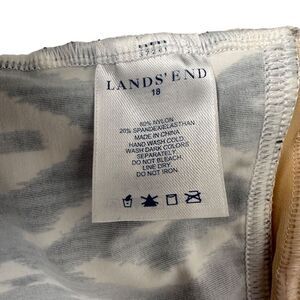 LANDS' END
18
80% NYLON
20% SPANDEX/ELASTHAN
MADE IN CHINA
HAND WASH COLD.
WASH DARK COLORS
SEPARATELY.
DO NOT BLEACH.
LINE DRY.
DO NOT IRON.